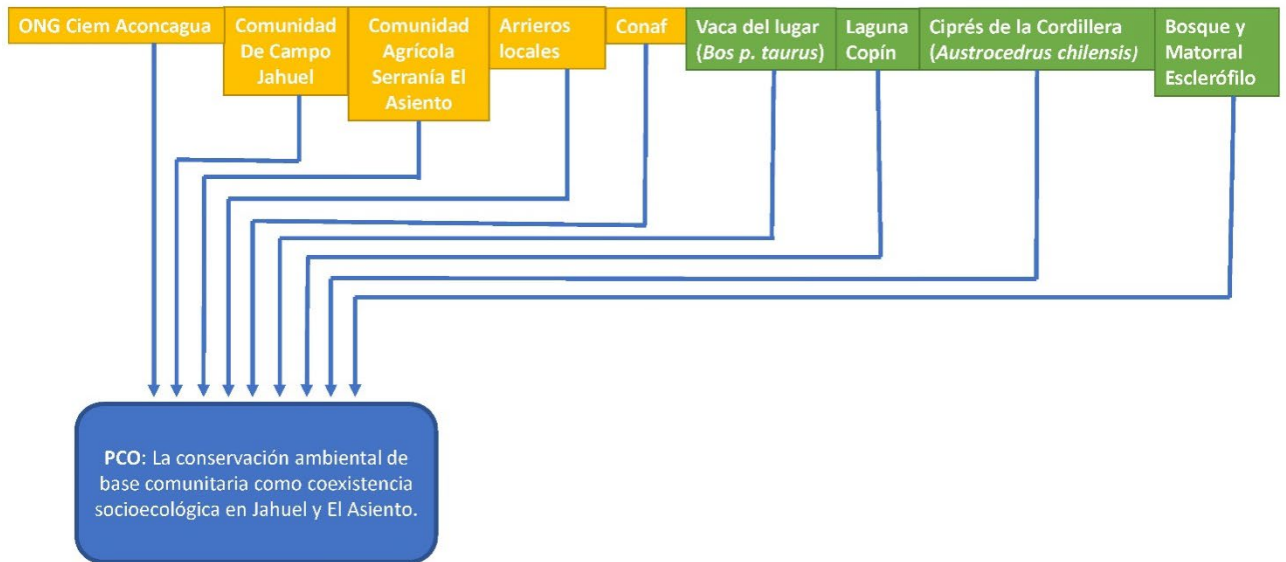 ONG Ciem Aconcagua
Comunidad
De Campo
Jahuel
Comunidad
Agrícola
Serranía El
Asiento
Arrieros
locales
Conaf
Vaca del lugar
(Bos p. taurus)
Laguna
Copín
Ciprés de la Cordillera
(Austrocedrus chilensis)
Bosque y
Matorral
Esclerófilo
PCO: La conservación ambiental de
base comunitaria como coexistencia
socioecológica en Jahuel y El Asiento.